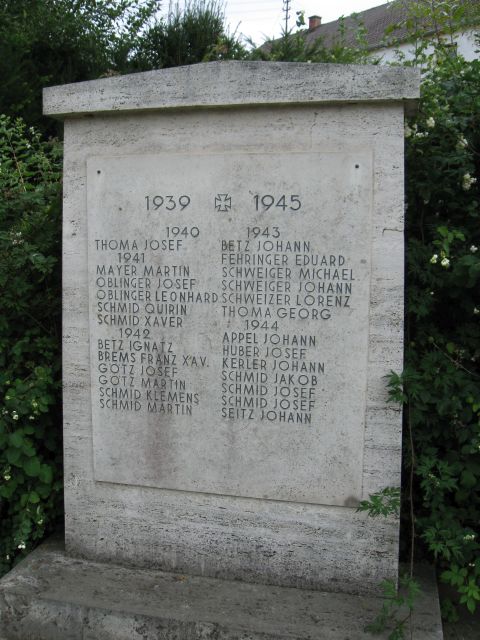 1939 1945
1940
THOMA JOSEF
1941
MAYER MARTIN
OBLINGER JOSEF
OBLINGER LEONHARD
SCHMID QUIRIN
SCHMID XAVER
1942
BETZ IGNATZ
BREMS FRANZ XAV.
GÖTZ JOSEF
GÖTZ MARTIN
SCHMID KLEMENS
SCHMID MARTIN
1943
BETZ JOHANN
FEHRINGER EDUARD
SCHWEIGER MICHAEL
SCHWEIGER JOHANN
SCHWEIZER LORENZ
THOMA GEORG
1944
APPEL JOHANN
HUBER JOSEF
KERLER JOHANN
SCHMID JAKOB
SCHMID JOSEF
SCHMID JOSEF
SEITZ JOHANN